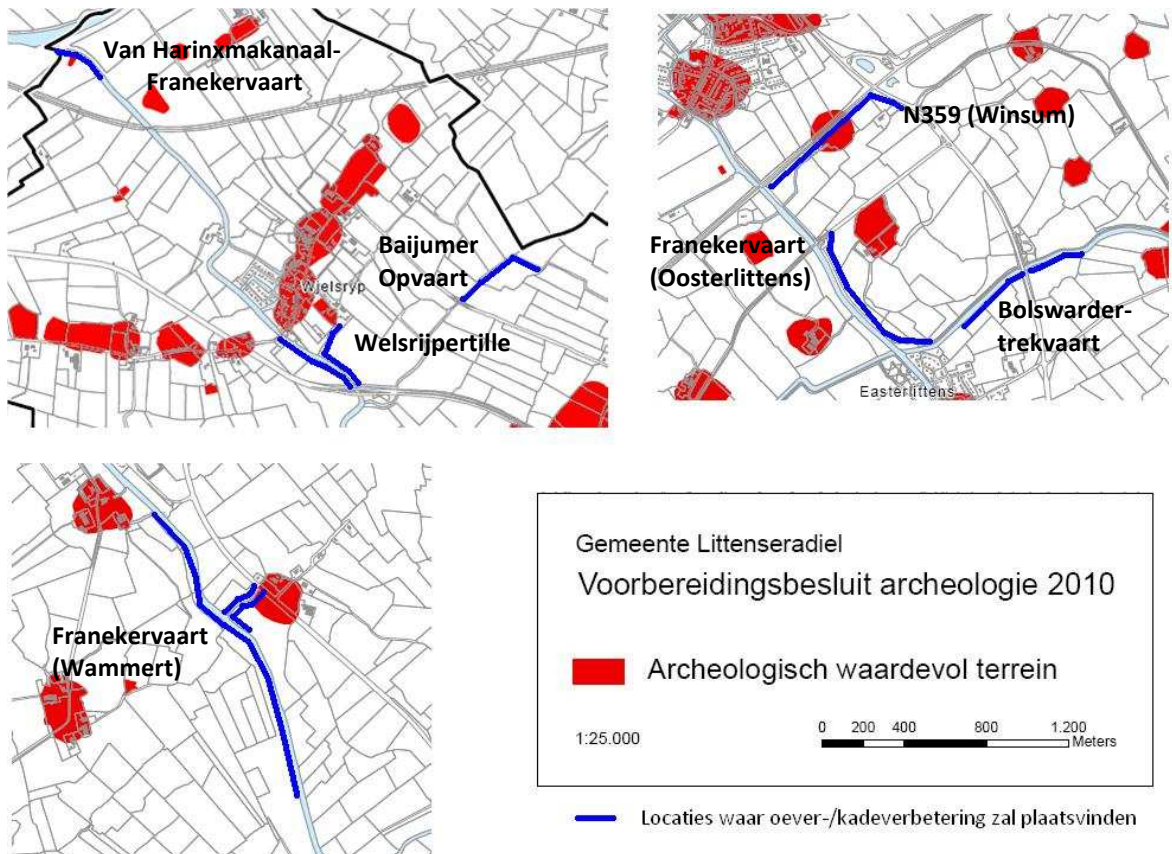 Van Harinxmakanaal-
Franekervaart
Baijumer
Opvaart
Wjelsryp
Welsrijpertille
N359 (Winsum)
Franekervaart
(Oosterlittens)
Bolswarder-
trekvaart
Easterlittens
Franekervaart
(Wammert)
Gemeente Littenseradiel
Voorbereidingsbesluit archeologie 2010
Archeologisch waardevol terrein
1:25.000
0 200 400 800 1.200
Meters
Locaties waar oever-/kadeverbetering zal plaatsvinden